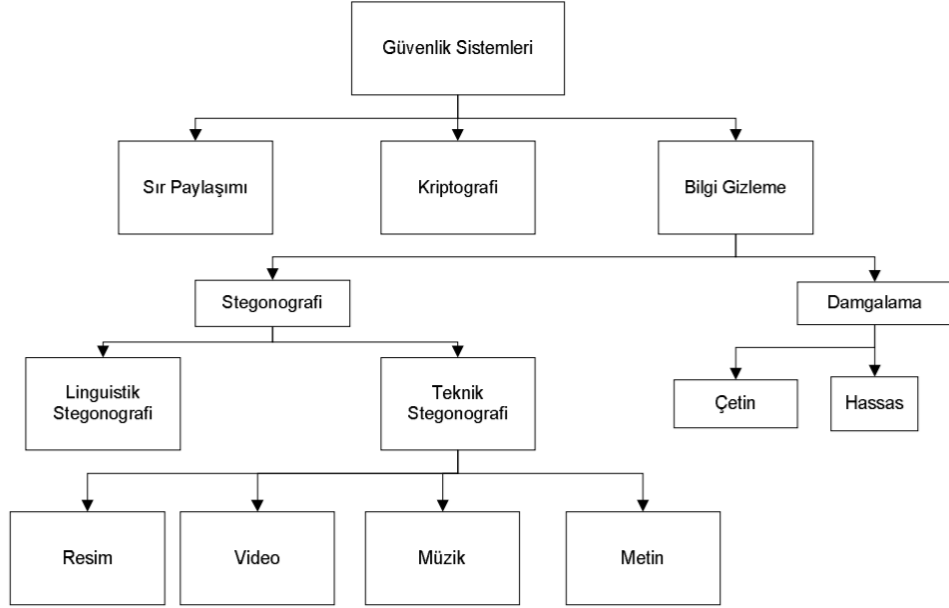 Güvenlik Sistemleri
Sır Paylaşımı
Kriptografi
Bilgi Gizleme
Stegonografi
Damgalama
Linguistik
Stegonografi
Teknik
Stegonografi
Çetin
Hassas
Resim
Video
Müzik
Metin